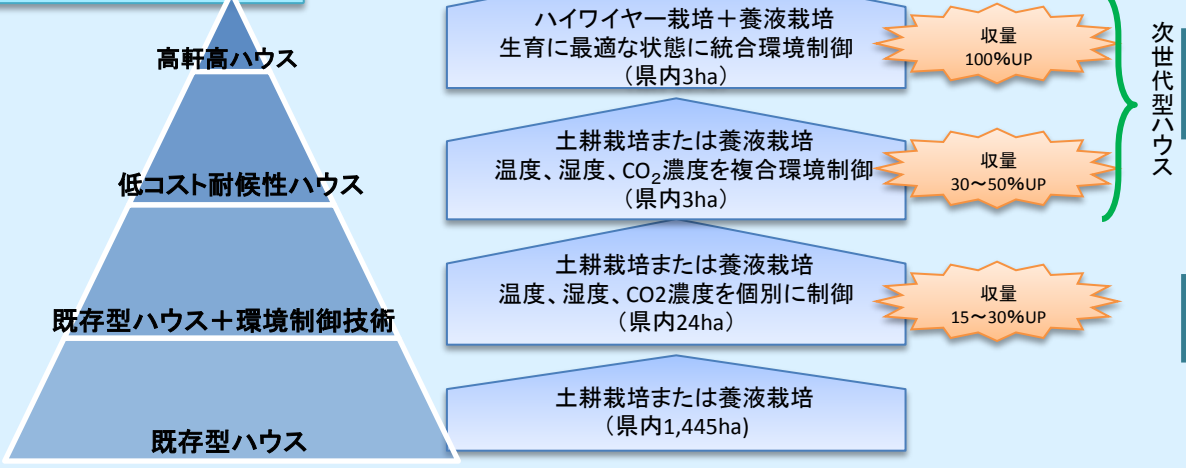 高軒高ハウス
ハイワイヤー栽培＋養液栽培
生育に最適な状態に統合環境制御
（県内3ha）
収量
100%UP
次世代型ハウス
低コスト耐候性ハウス
土耕栽培または養液栽培
温度、湿度、CO₂濃度を複合環境制御
（県内3ha）
収量
30～50%UP
既存型ハウス＋環境制御技術
土耕栽培または養液栽培
温度、湿度、CO2濃度を個別に制御
（県内24ha）
収量
15～30%UP
既存型ハウス
土耕栽培または養液栽培
（県内1,445ha)